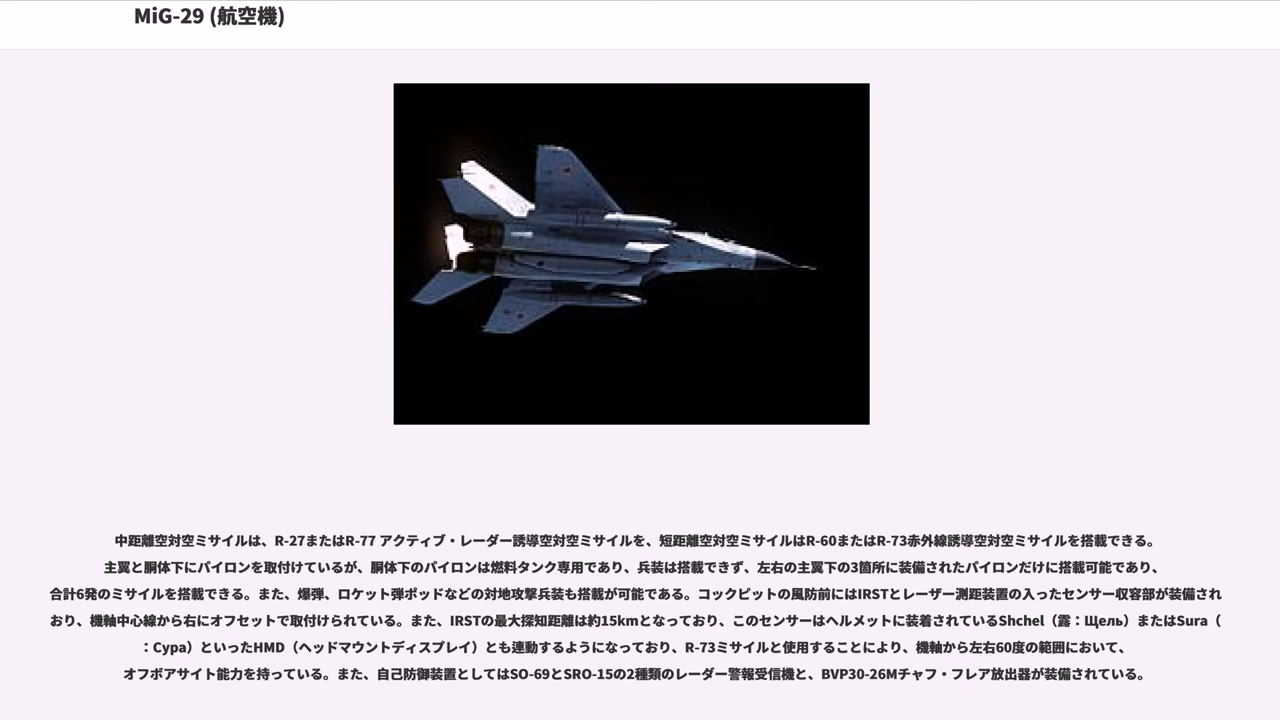 MiG-29 (航空機)
中距離空対空ミサイルは、R-27またはR-77 アクティブ・レーダー誘導空対空ミサイルを、短距離空対空ミサイルはR-60またはR-73赤外線誘導空対空ミサイルを搭載できる。
主翼と胴体下にパイロンを取付けているが、胴体下のパイロンは燃料タンク専用であり、兵装は搭載できず、左右の主翼下の3箇所に装備されたパイロンだけに搭載可能であり、
合計6発のミサイルを搭載できる。また、爆弾、ロケット弾ポッドなどの対地攻撃兵装も搭載が可能である。コックピットの風防前にはIRSTとレーザー測距装置の入ったセンサー収容部が装備され
おり、機軸中心線から右にオフセットで取付けられている。また、IRSTの最大探知距離は約15kmとなっており、このセンサーはヘルメットに装着されているShchel（露：Щель）またはSura（
：Сура）といったHMD（ヘッドマウントディスプレイ）とも連動するようになっており、R-73ミサイルと使用することにより、機軸から左右60度の範囲において、
オフボアサイト能力を持っている。また、自己防御装置としてはSO-69とSRO-15の2種類のレーダー警報受信機と、BVP30-26Mチャフ・フレア放出器が装備されている。